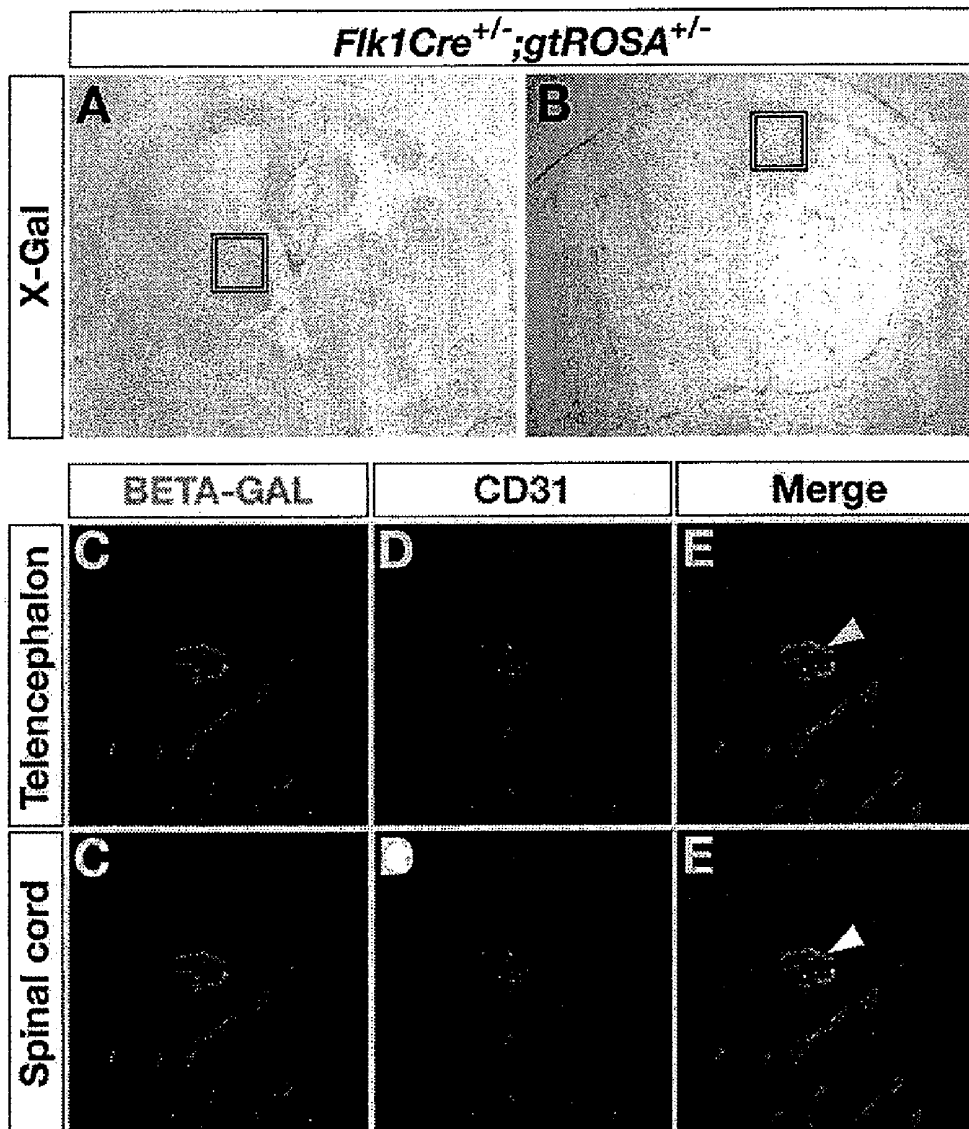 Flk1Cre+/-;gtROSA+/-
X-Gal
A
B
BETA-GAL
CD31
Merge
Telencephalon
C
D
E
Spinal cord
C
D
E